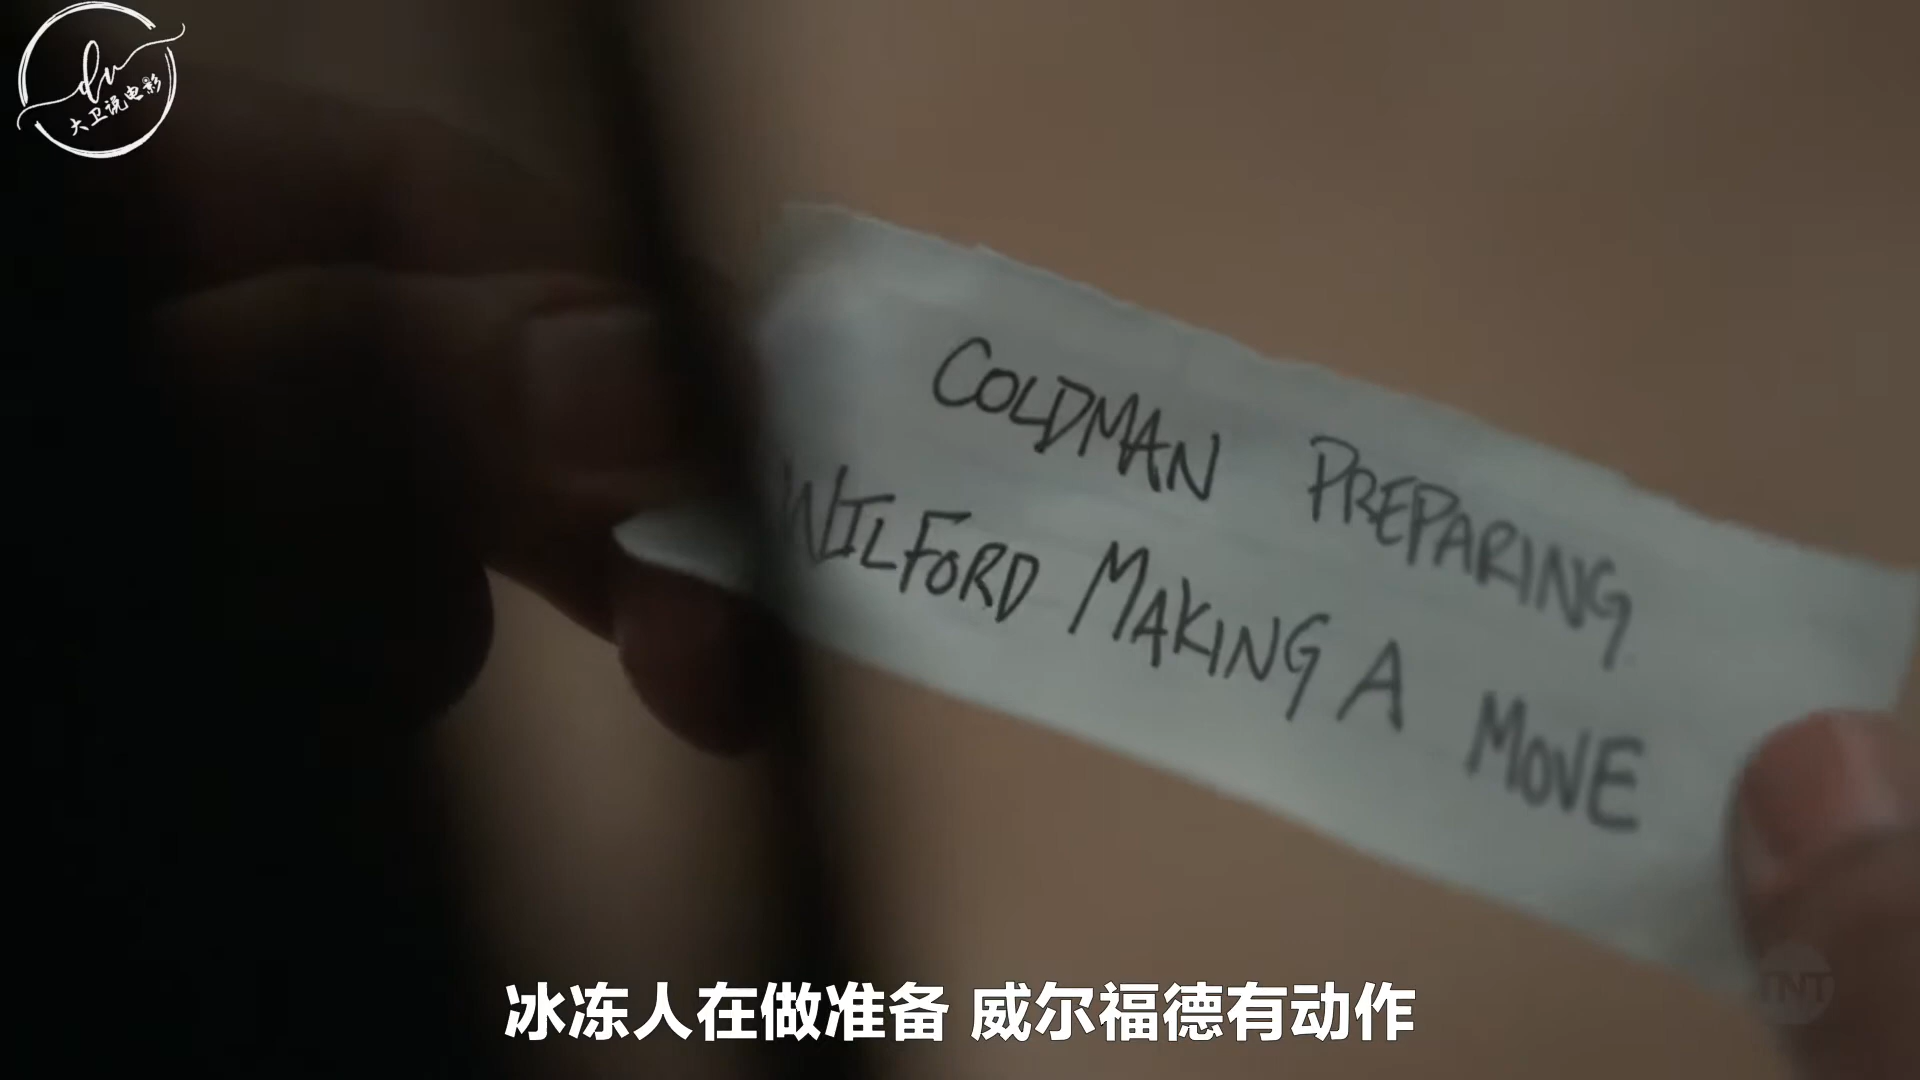 du
大卫说电影
COLDMAN PREPARING
WILFORD MAKING A MOVE
TNT
冰冻人在做准备 威尔福德有动作